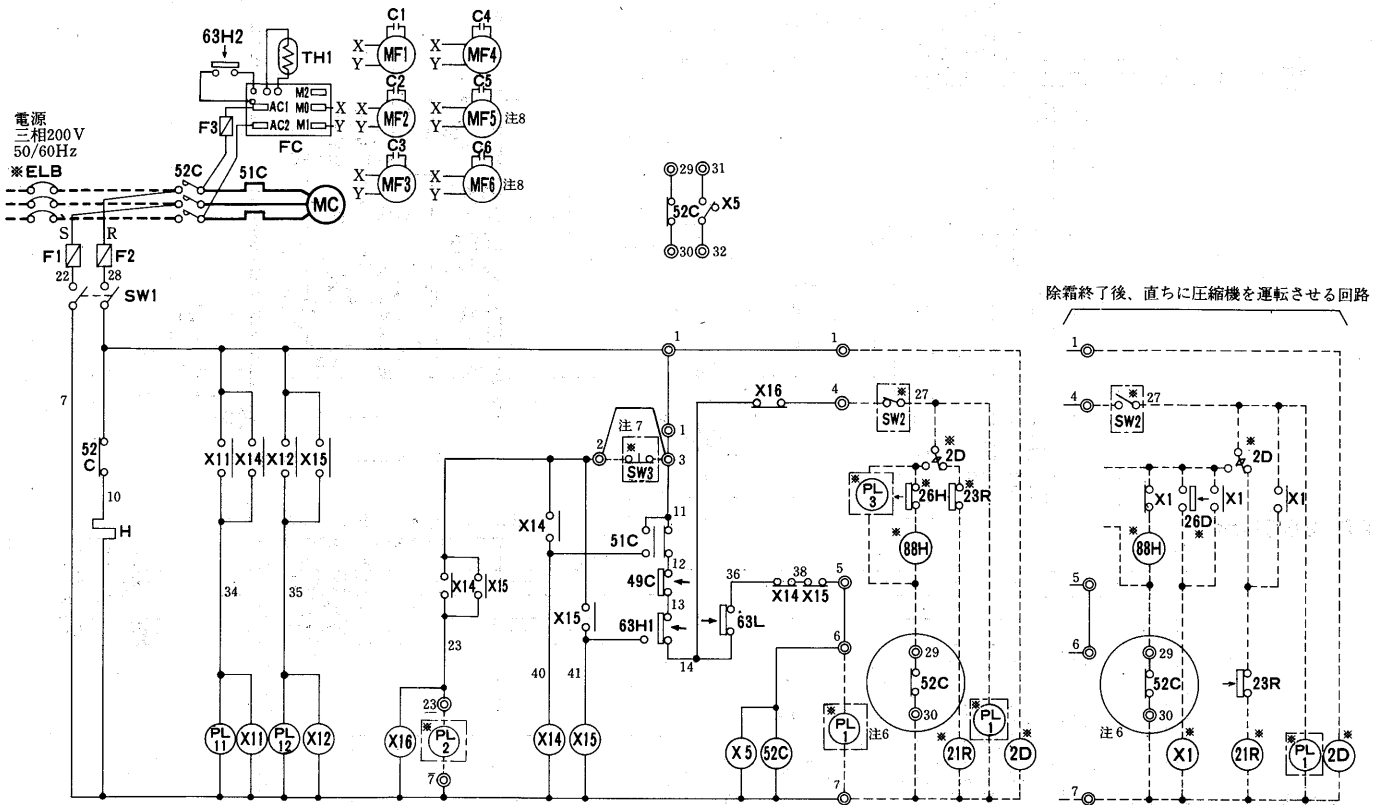 C1
C4
63H2
X
Y
MF1
X
Y
MF4
TH1
C2
C5
M2
AC1
M0
X
X
Y
MF2
X
Y
MF5
注8
F3
AC2
M1
Y
FC
C3
C6
電源
三相200V
50/60Hz
※ELB
52C
51C
X
Y
MF3
X
Y
MF6
注8
MC
29
31
52C
X5
30
32
S
R
F1
F2
22
28
SW1
除霜終了後、直ちに圧縮機を運転させる回路
1
1
1
7
X16
4
※
SW2
27
4
※
SW2
27
注7
1
2
※
SW3
3
※
2D
※
2D
52
C
X11
X14
X12
X15
※
PL
3
※
26H
※
23R
X1
26D
※
X1
X1
10
H
X14
11
51C
12
49C
13
63H1
14
※
88H
※
88H
X14
X15
X15
36
38
X14
X15
63L
5
5
34
35
23
40
41
6
6
29
52C
30
29
52C
30
23R
23
PL
11
X11
PL
12
X12
X16
※
PL
2
7
X14
X15
X5
52C
※
PL
1
注6
※
21R
※
PL
1
※
2D
注6
※
X1
※
21R
※
PL
1
※
2D
7
7